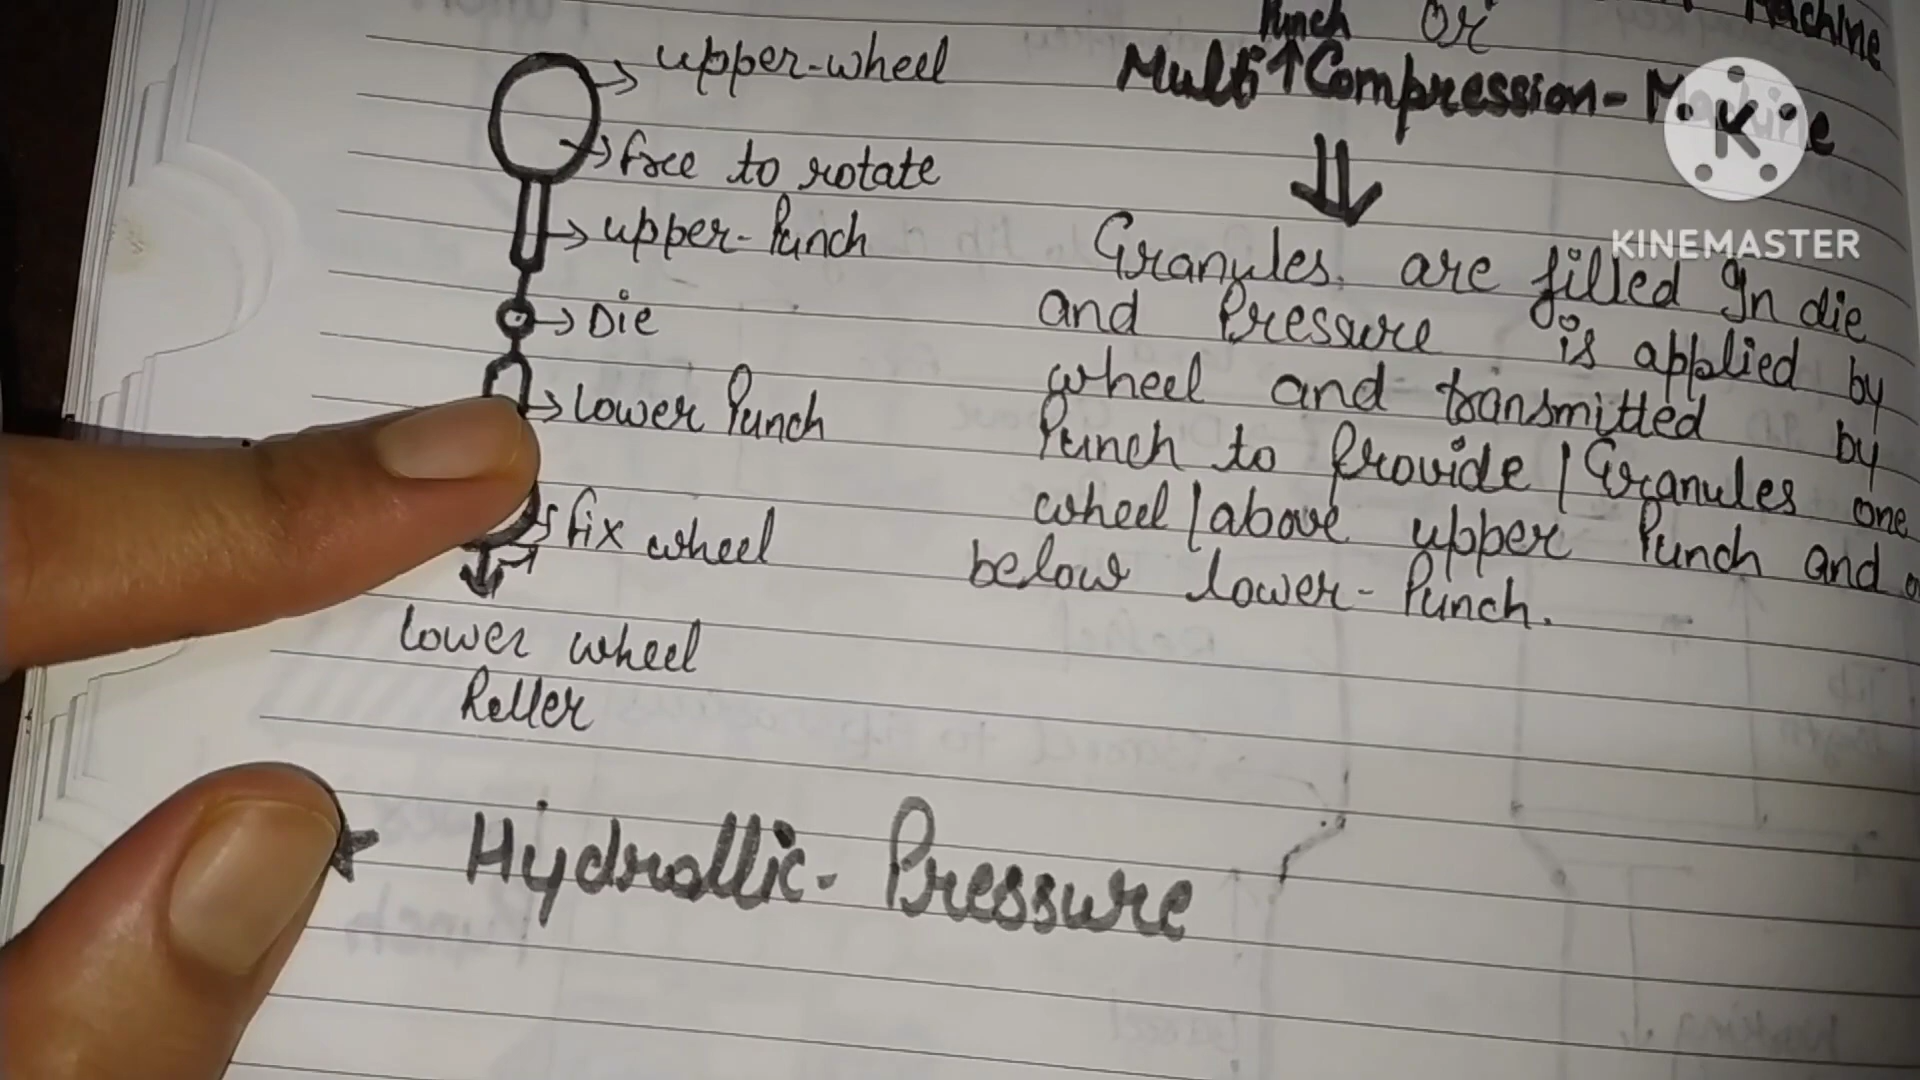 upper-wheel
free to rotate
upper-Punch
Die
Lower Punch
fix wheel
Lower wheel
Roller
Machine
Punch or
Multi↑Compression-
Granules are filled In die
and Pressure is applied by
wheel and transmitted by
Punch to Provide / Granules one
wheel / above upper Punch and
below lower-Punch.
Hydrollic-Pressure
K
KINEMASTER